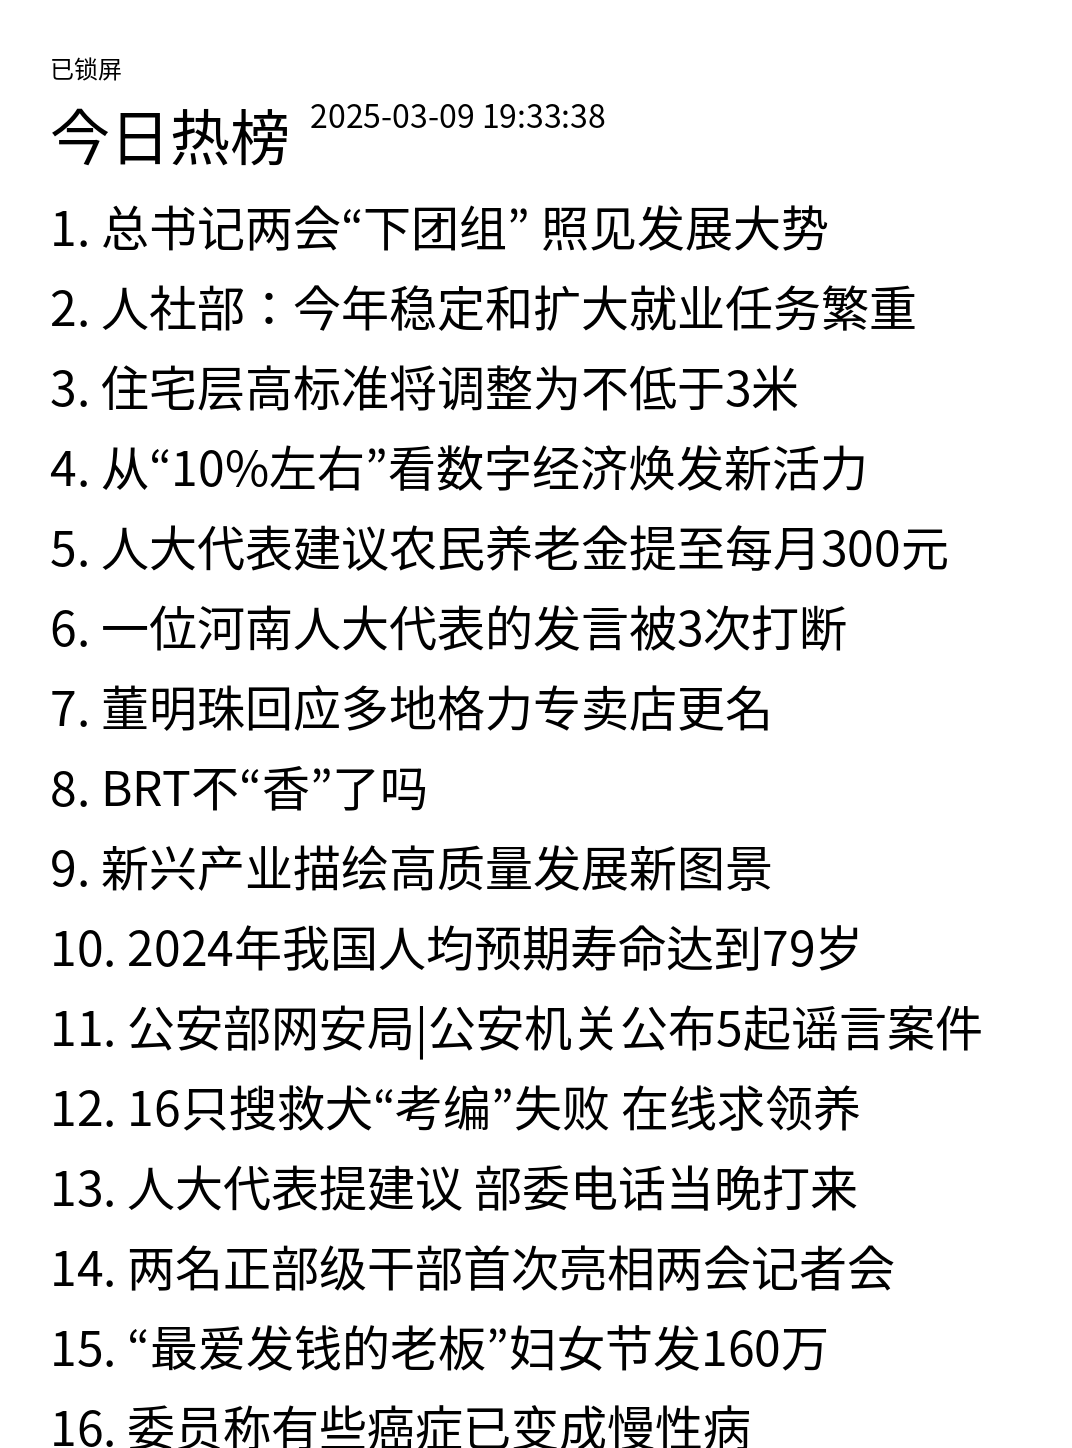 已锁屏
今日热榜 2025-03-09 19:33:38
1. 总书记两会“下团组” 照见发展大势
2. 人社部：今年稳定和扩大就业任务繁重
3. 住宅层高标准将调整为不低于3米
4. 从“10%左右”看数字经济焕发新活力
5. 人大代表建议农民养老金提至每月300元
6. 一位河南人大代表的发言被3次打断
7. 董明珠回应多地格力专卖店更名
8. BRT不“香”了吗
9. 新兴产业描绘高质量发展新图景
10. 2024年我国人均预期寿命达到79岁
11. 公安部网安局|公安机关公布5起谣言案件
12. 16只搜救犬“考编”失败 在线求领养
13. 人大代表提建议 部委电话当晚打来
14. 两名正部级干部首次亮相两会记者会
15. “最爱发钱的老板”妇女节发160万
16. 委员称有些癌症已变成慢性病